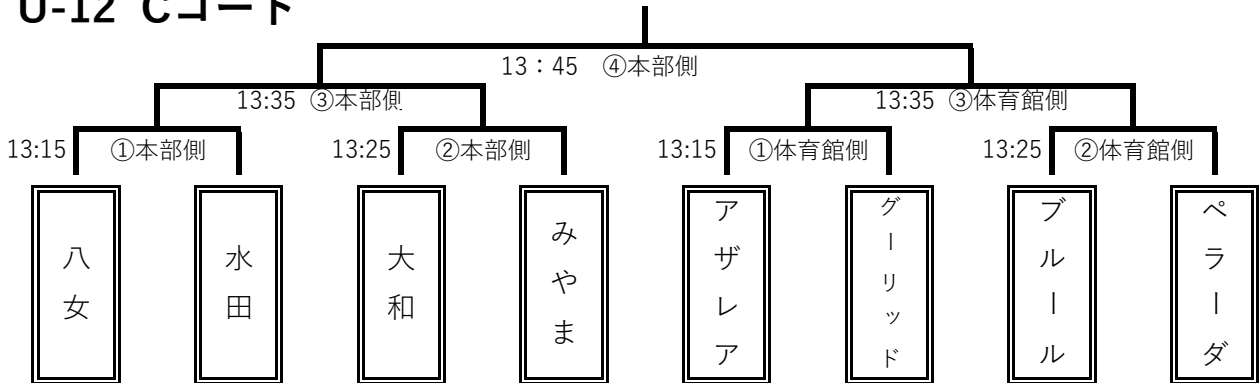 U-12 Cコート
13：45 ④本部側
13:35 ③本部側
13:35 ③体育館側
13:15 ①本部側
13:25 ②本部側
13:15 ①体育館側
13:25 ②体育館側
八女
水田
大和
みやま
アザレア
グーリッド
ブルール
ペラーダ